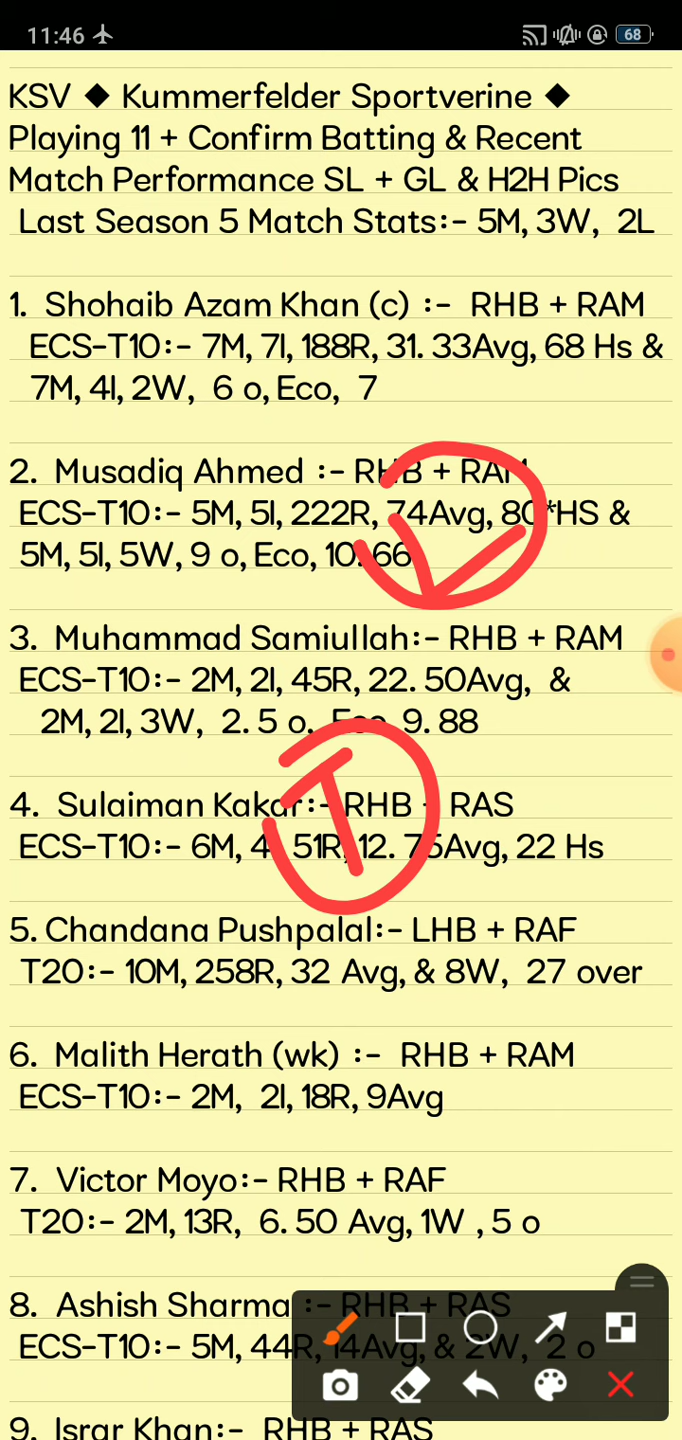 11:46
68
KSV ◆ Kummerfelder Sportverine ◆
Playing 11 + Confirm Batting & Recent
Match Performance SL + GL & H2H Pics
Last Season 5 Match Stats:- 5M, 3W, 2L
1. Shohaib Azam Khan (c) :- RHB + RAM
ECS-T10:- 7M, 7I, 188R, 31. 33Avg, 68 Hs &
7M, 4I, 2W, 6 o, Eco, 7
2. Musadiq Ahmed :- RHB + RAM
ECS-T10:- 5M, 5I, 222R, 74Avg, 80*HS &
5M, 5I, 5W, 9 o, Eco, 10. 66
3. Muhammad Samiullah:- RHB + RAM
ECS-T10:- 2M, 2I, 45R, 22. 50Avg, &
2M, 2I, 3W, 2. 5 o, Eco 9. 88
T
4. Sulaiman Kakar:- RHB + RAS
ECS-T10:- 6M, 4 51R, 12. 75Avg, 22 Hs
5. Chandana Pushpalal:- LHB + RAF
T20:- 10M, 258R, 32 Avg, & 8W, 27 over
6. Malith Herath (wk) :- RHB + RAM
ECS-T10:- 2M, 2I, 18R, 9Avg
7. Victor Moyo:- RHB + RAF
T20:- 2M, 13R, 6. 50 Avg, 1W , 5 o
8. Ashish Sharma :- RHB + RAS
ECS-T10:- 5M, 44R, 14Avg, & 2W, 2 o
9. Israr Khan:- RHB + RAS